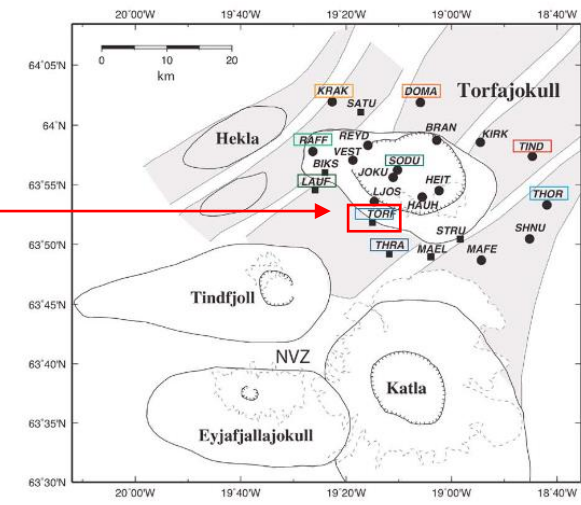 20°00'W 19°40'W 19°20'W 19°00'W 18°40'W
64°05'N
0 10 20
km
KRAK
SATU
DOMA
Torfajokull
64°N
Hekla
RAFF
REYD
BRAN
KIRK
VEST
TIND
BIKS
JOKU
SODU
63°55'N
LAUF
LJOS
HEIT
HAUH
THOR
TORF
STRU
SHNU
63°50'N
THRA
MAEL
MAFE
63°45'N
Tindfjoll
NVZ
63°40'N
Katla
63°35'N
Eyjafjallajokull
63°30'N
20°00'W 19°40'W 19°20'W 19°00'W 18°40'W